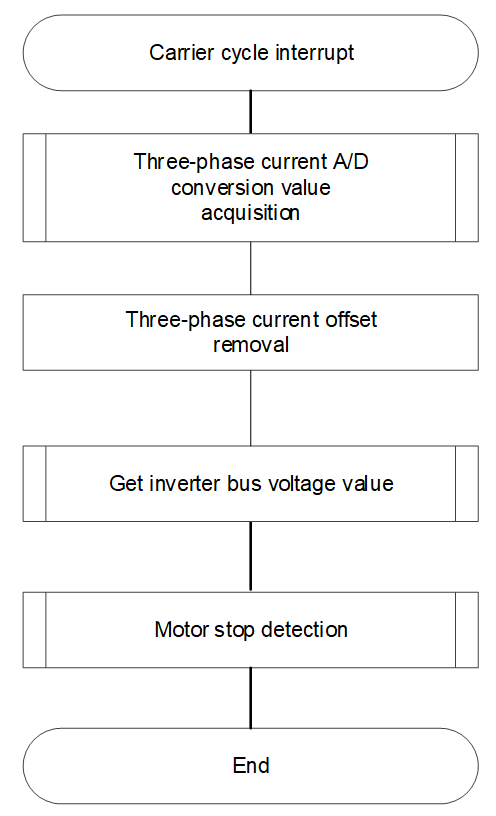 Carrier cycle interrupt
Three-phase current A/D
conversion value
acquisition
Three-phase current offset
removal
Get inverter bus voltage value
Motor stop detection
End